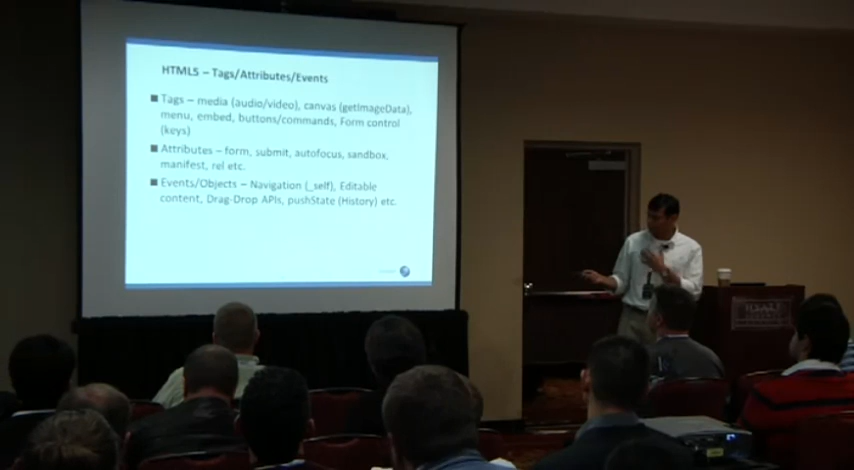 HTML5 – Tags/Attributes/Events
■ Tags – media (audio/video), canvas (getImageData),
menu, embed, buttons/commands, Form control
(keys)
■ Attributes – form, submit, autofocus, sandbox,
manifest, rel etc.
■ Events/Objects – Navigation (_self), Editable
content, Drag-Drop APIs, pushState (History) etc.